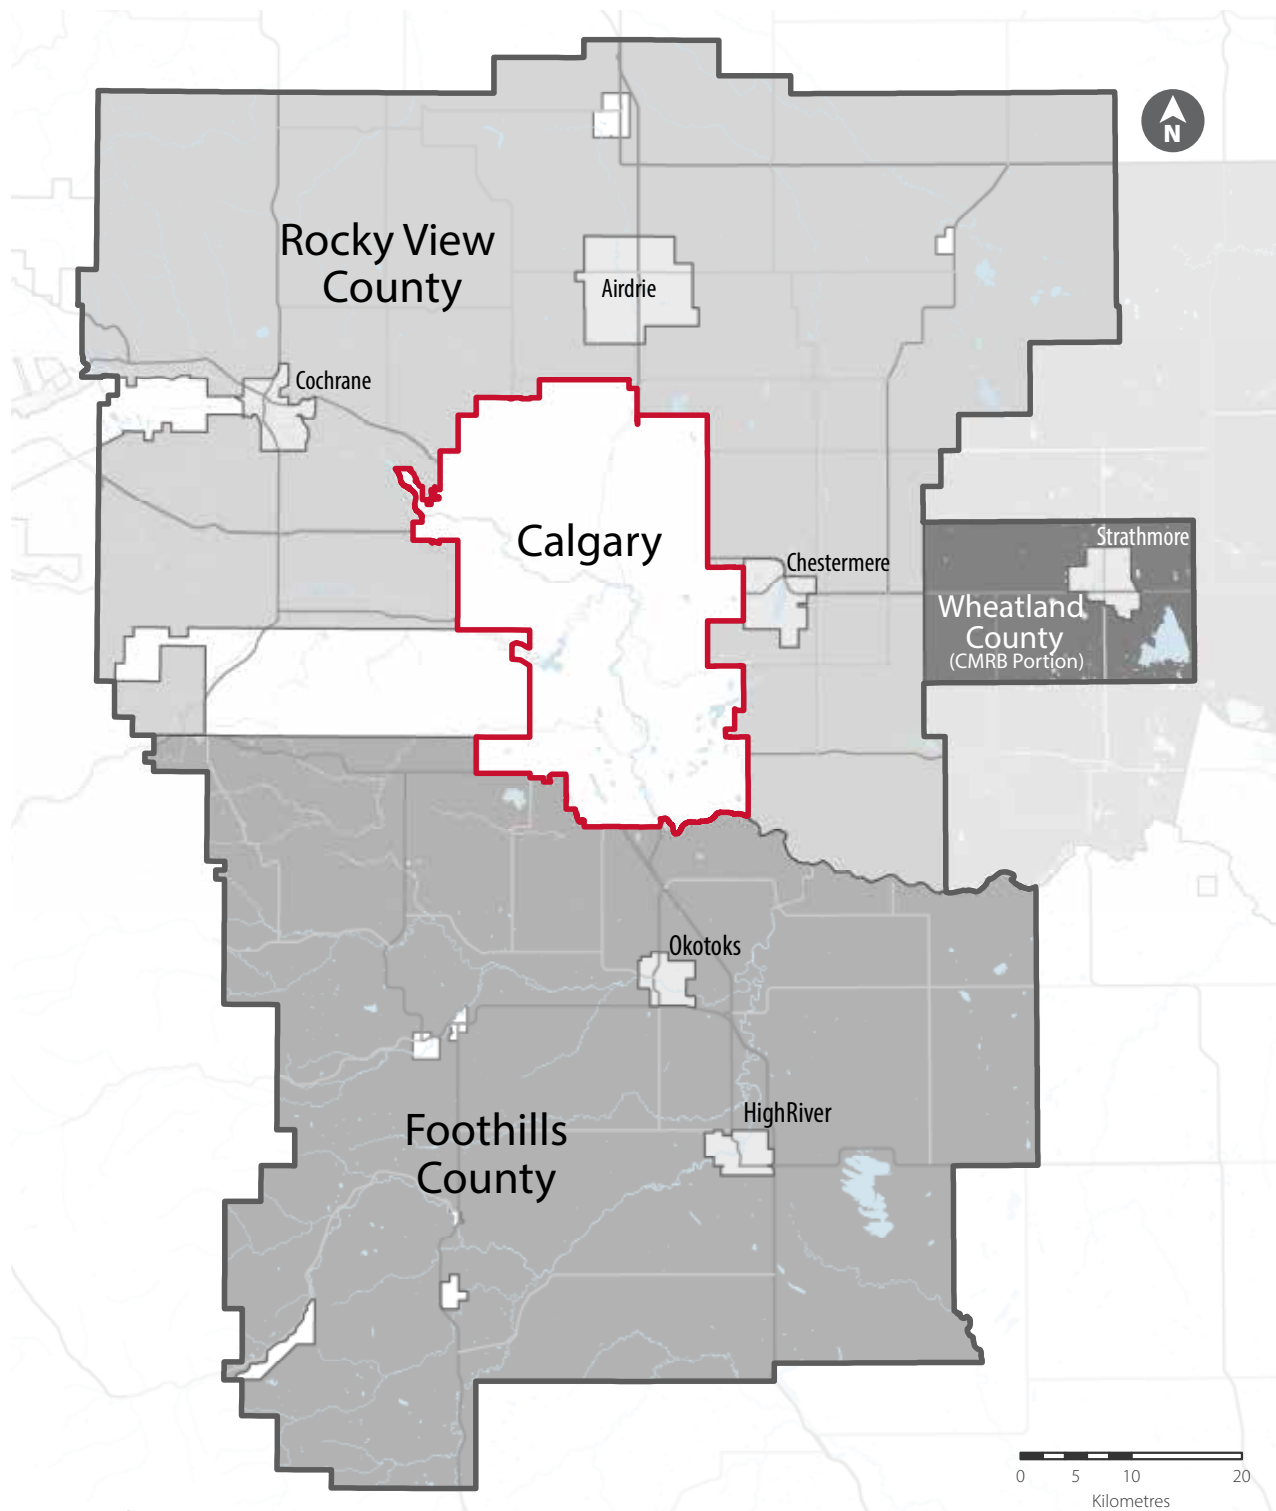 N
Rocky View
County
Airdrie
Cochrane
Calgary
Chestermere
Strathmore
Wheatland
County
(CMRB Portion)
Okotoks
HighRiver
Foothills
County
0 5 10 20
Kilometres